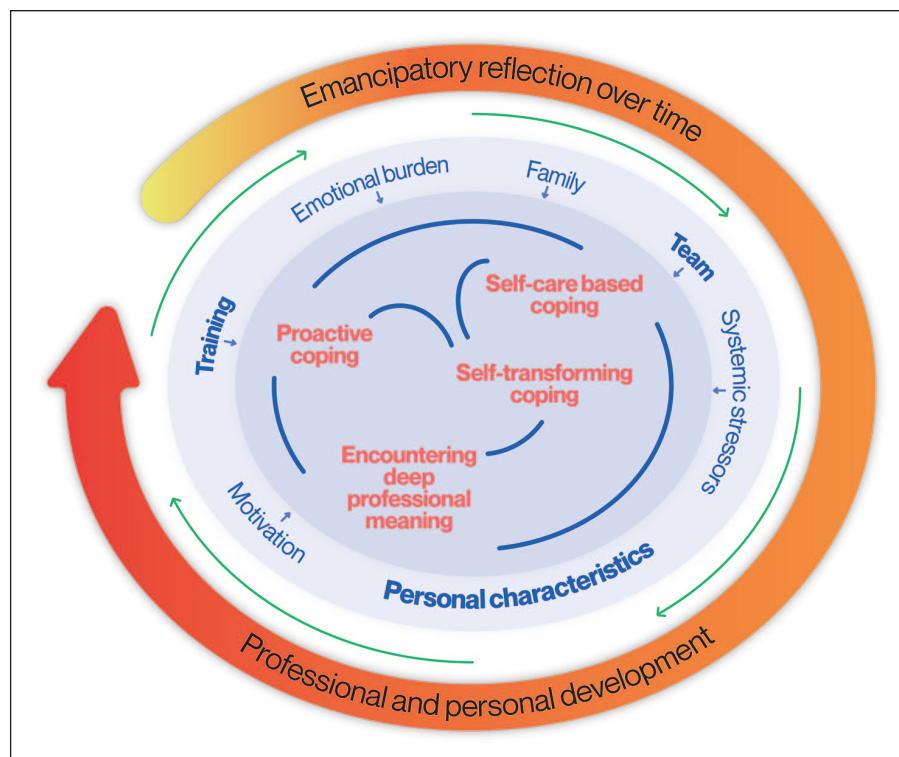 Emancipatory reflection over time
Emotional burden
Family
Team
Training
Systemic stressors
Self-care based
coping
Proactive
coping
Self-transforming
coping
Encountering
deep
professional
meaning
Motivation
Personal characteristics
Professional and personal development